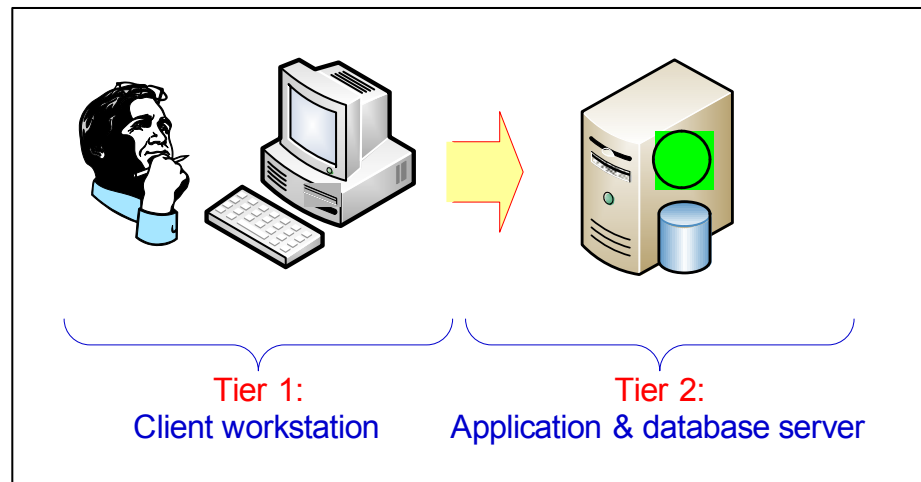 Tier 1:
Client workstation
Tier 2:
Application & database server